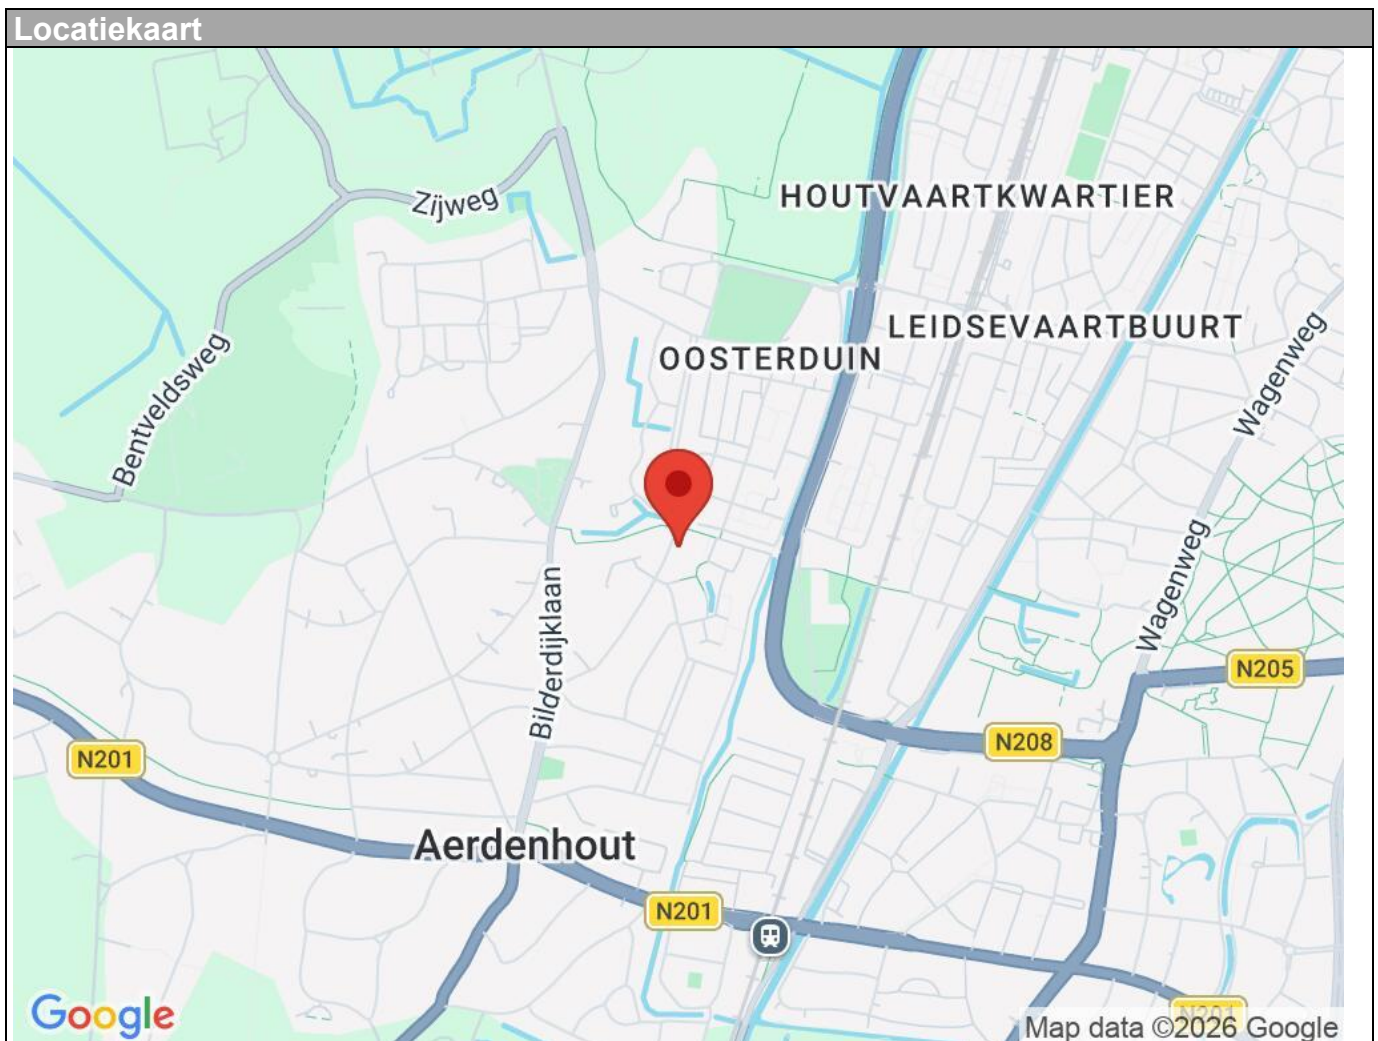 Locatiekaart
Zijweg
HOUTVAARTKWARTIER
LEIDSEVAARTBUURT
OOSTERDUIN
Wagenweg
Bentveldsweg
Wagenweg
Bilderdijklaan
N205
N208
N201
Aerdenhout
N201
N201
Google
Map data ©2026 Google